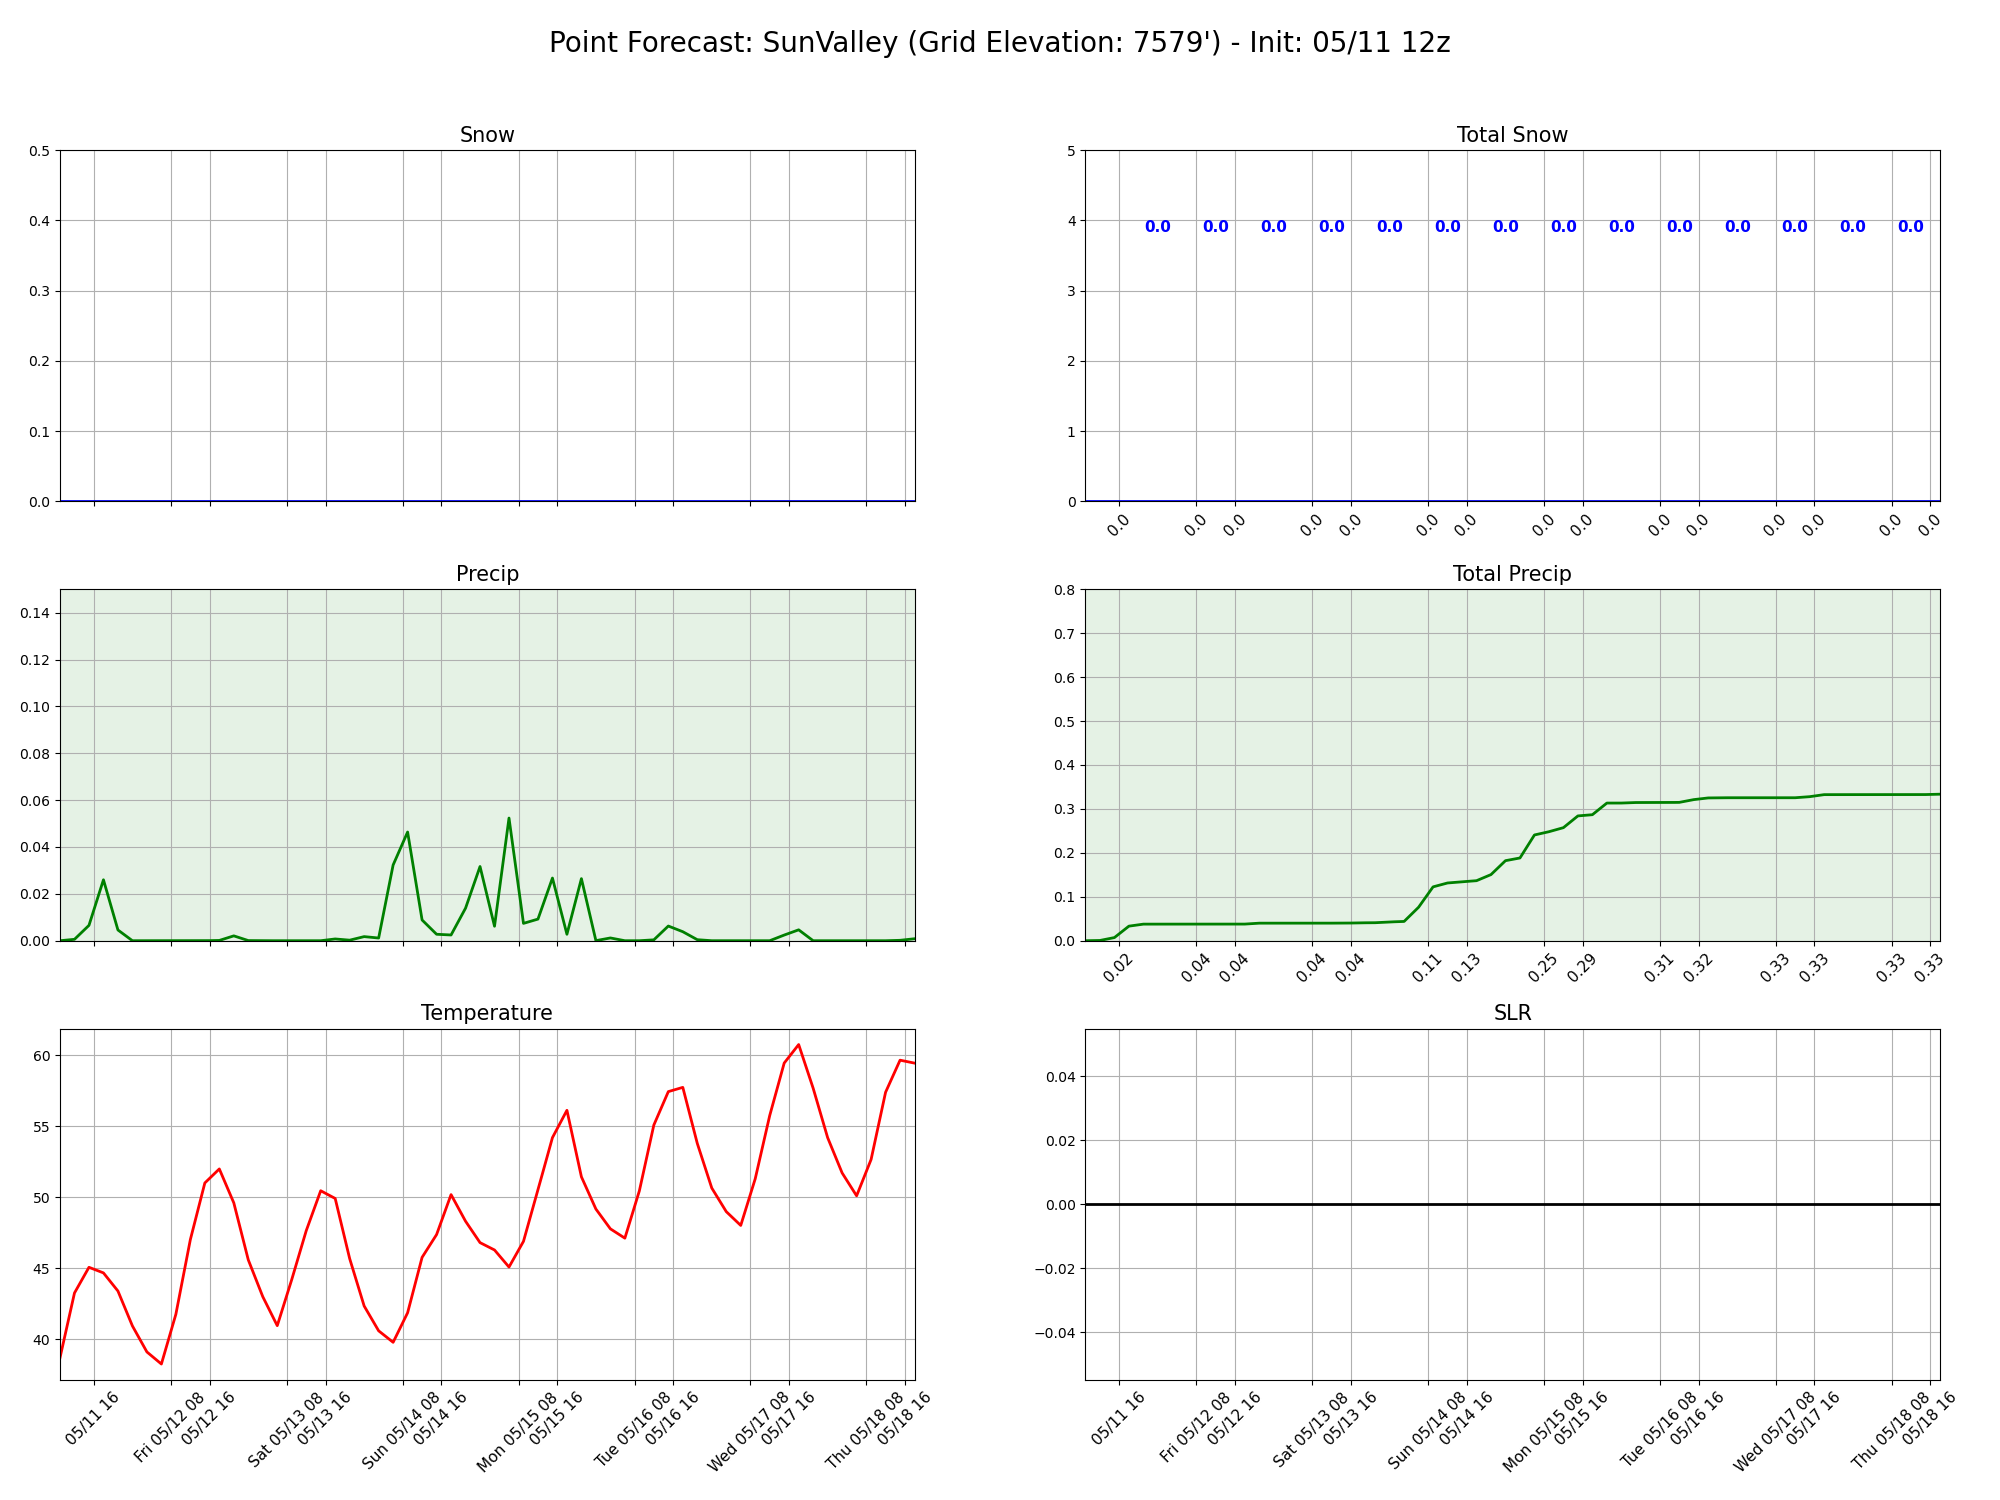 Point Forecast: SunValley (Grid Elevation: 7579') - Init: 05/11 12z
Snow
0.5
0.4
0.3
0.2
0.1
0.0
Total Snow
5
4
3
2
1
0
0.0 0.0 0.0 0.0 0.0 0.0 0.0 0.0 0.0 0.0 0.0 0.0 0.0 0.0
0.0 0.0 0.0 0.0 0.0 0.0 0.0 0.0 0.0 0.0 0.0 0.0 0.0 0.0 0.0
Precip
0.14
0.12
0.10
0.08
0.06
0.04
0.02
0.00
Total Precip
0.8
0.7
0.6
0.5
0.4
0.3
0.2
0.1
0.0
0.02 0.04 0.04 0.04 0.04 0.11 0.13 0.25 0.29 0.31 0.32 0.33 0.33 0.33 0.33
Temperature
60
55
50
45
40
05/11 16
Fri 05/12 08
05/12 16
Sat 05/13 08
05/13 16
Sun 05/14 08
05/14 16
Mon 05/15 08
05/15 16
Tue 05/16 08
05/16 16
Wed 05/17 08
05/17 16
Thu 05/18 08
05/18 16
SLR
0.04
0.02
0.00
−0.02
−0.04
05/11 16
Fri 05/12 08
05/12 16
Sat 05/13 08
05/13 16
Sun 05/14 08
05/14 16
Mon 05/15 08
05/15 16
Tue 05/16 08
05/16 16
Wed 05/17 08
05/17 16
Thu 05/18 08
05/18 16